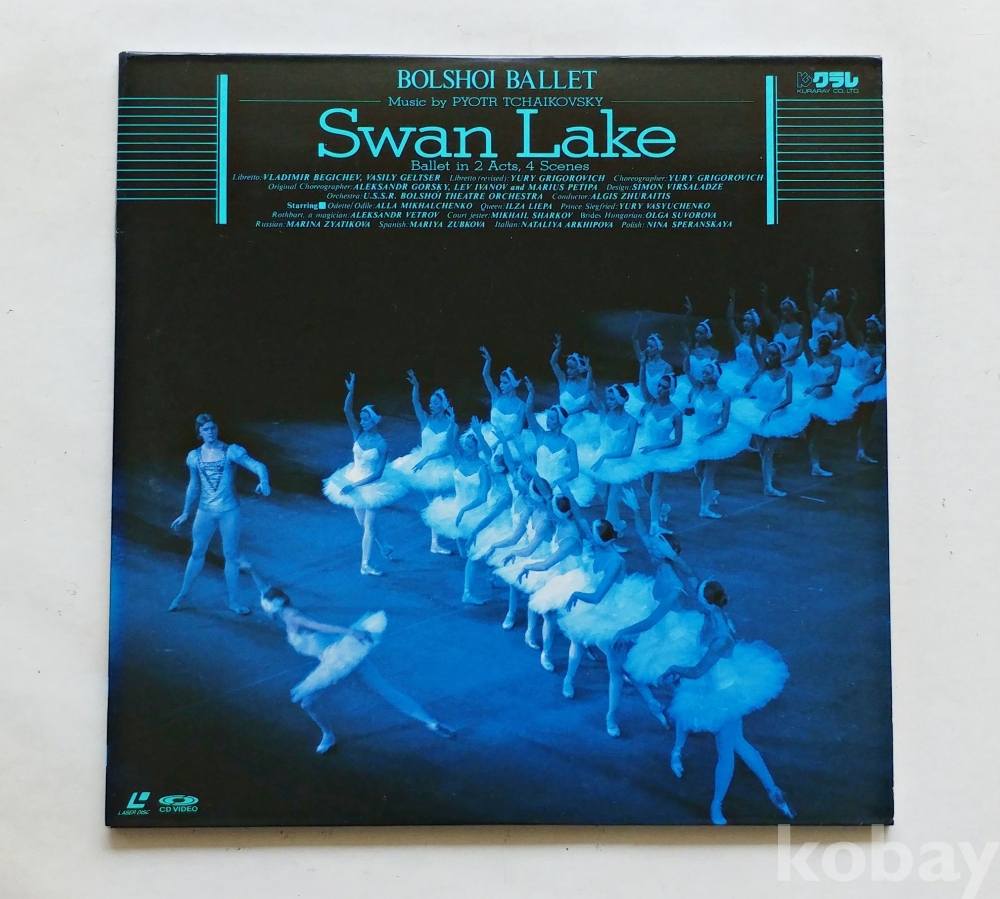 BOLSHOI BALLET
クラレ
KURARAY CO., LTD.
Music by PYOTR TCHAIKOVSKY
Swan Lake
Ballet in 2 Acts, 4 Scenes
Libretto: VLADIMIR BEGICHEV, VASILY GELTSER Libretto (revised): YURY GRIGOROVICH Choreographer: YURY GRIGOROVICH
Original Choreographer: ALEKSANDR GORSKY, LEV IVANOV and MARIUS PETIPA Design: SIMON VIRSALADZE
Orchestra: U.S.S.R. BOLSHOI THEATRE ORCHESTRA Conductor: ALGIS ZHURAITIS
Starring Odette/Odile: ALLA MIKHALCHENKO Queen: ILZA LIEPA Prince Siegfried: YURY VASYUCHENKO
Rothbart, a magician: ALEKSANDR VETROV Court jester: MIKHAIL SHARKOV Brides Hungarian: OLGA SUVOROVA
Russian: MARINA ZYATIKOVA Spanish: MARIYA ZUBKOVA Italian: NATALIYA ARKHIPOVA Polish: NINA SPERANSKAYA
LASER DISC
CD VIDEO
kobay